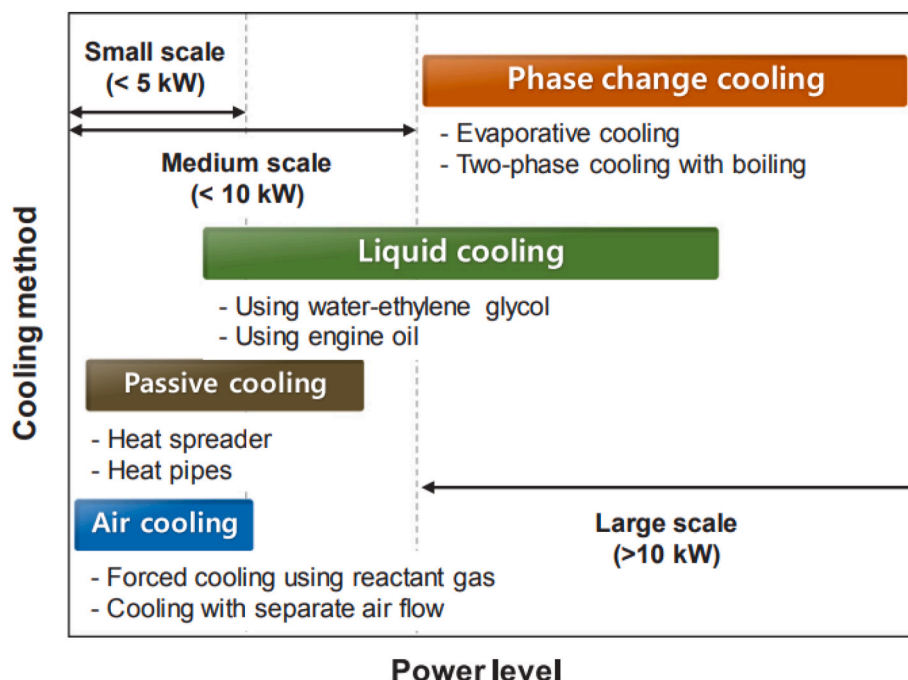 Small scale
(< 5 kW)
Phase change cooling
- Evaporative cooling
- Two-phase cooling with boiling
Medium scale
(< 10 kW)
Liquid cooling
- Using water-ethylene glycol
- Using engine oil
Passive cooling
- Heat spreader
- Heat pipes
Air cooling
- Forced cooling using reactant gas
- Cooling with separate air flow
Large scale
(>10 kW)
Cooling method
Power level